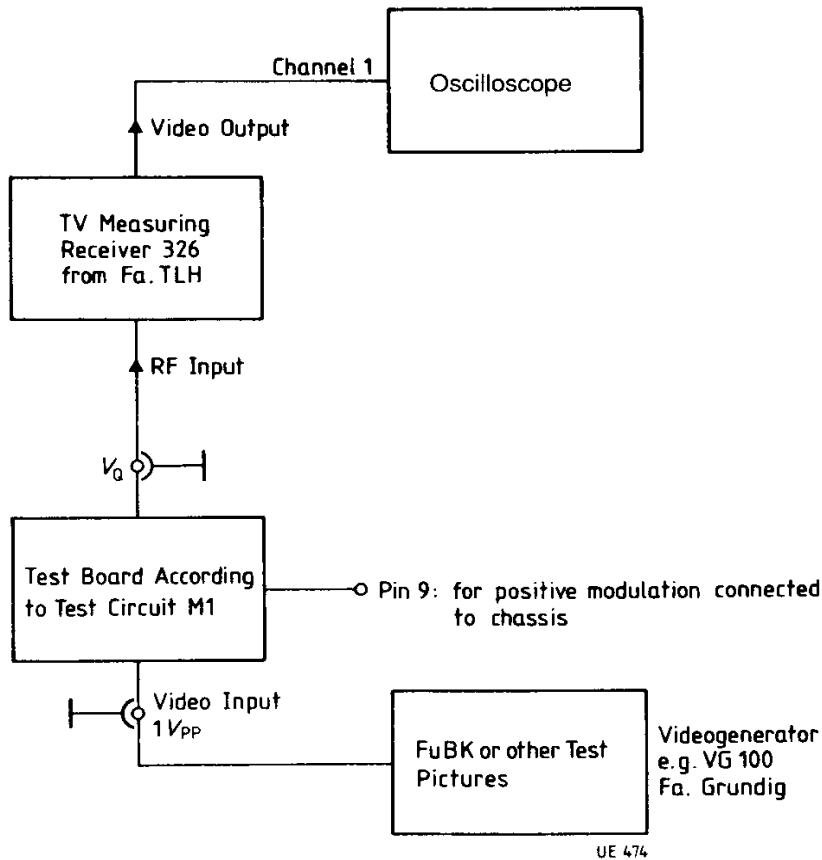 Channel 1
Oscilloscope
Video Output
TV Measuring
Receiver 326
from Fa. TLH
RF Input
VQ
Test Board According
to Test Circuit M1
Pin 9: for positive modulation connected
to chassis
Video Input
1 VPP
FuBK or other Test
Pictures
Videogenerator
e.g. VG 100
Fa. Grundig
UE 474